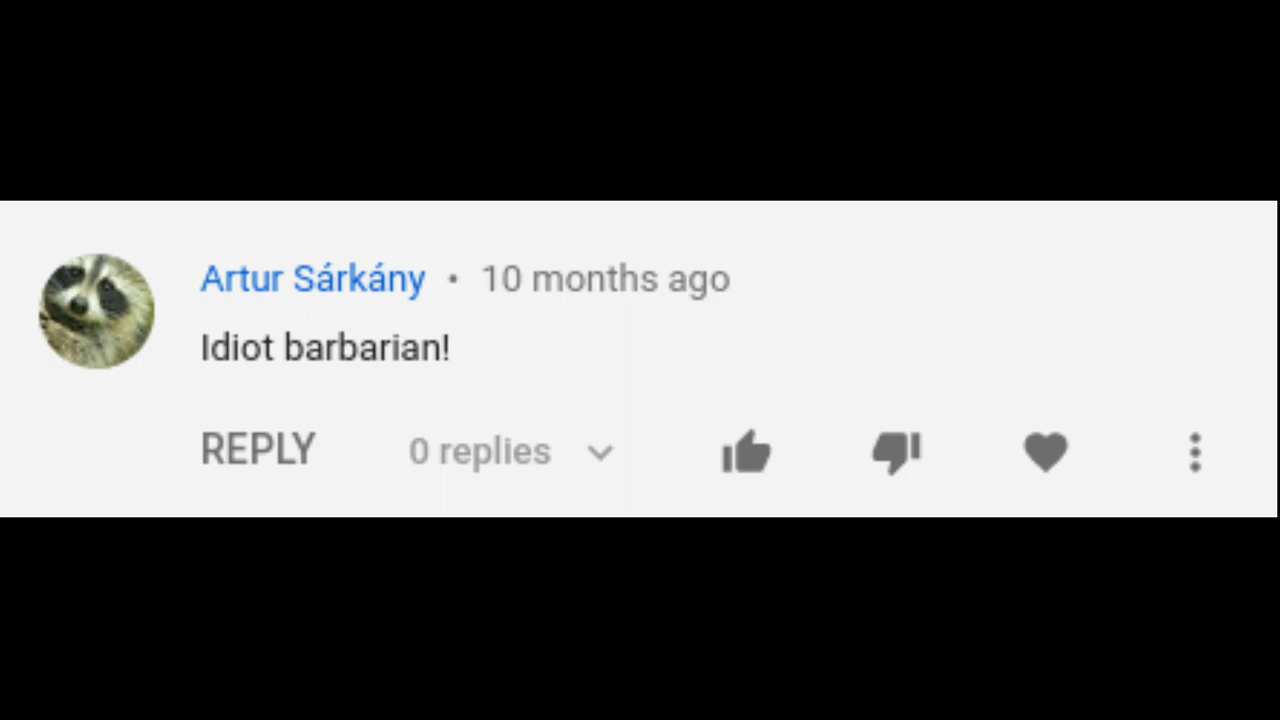 Artur Sárkány • 10 months ago
Idiot barbarian!
REPLY 0 replies